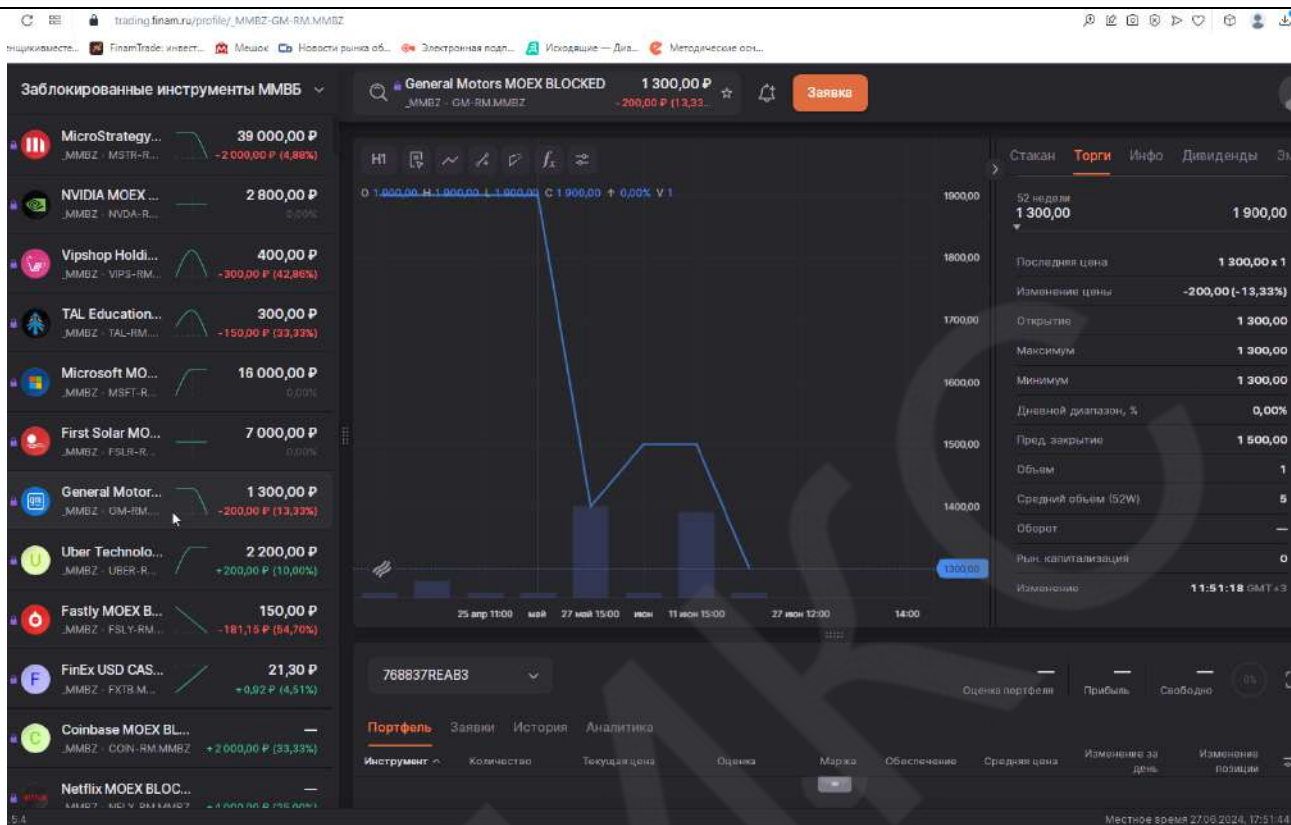 trading.finam.ru/profile/_MMBZ-GM-RM.MMBZ
енщикивместе... FinamTrade: инвест... Мешок Новости рынка об... Электронная подп... Исходящие — Диа... Методические осн...
Заблокированные инструменты ММВБ
General Motors MOEX BLOCKED 1 300,00 ₽
_MMBZ · GM-RM.MMBZ -200,00 ₽ (13,33...
Заявка
MicroStrategy... 39 000,00 ₽
_MMBZ · MSTR-R... -2 000,00 ₽ (4,88%)
NVIDIA MOEX ... 2 800,00 ₽
_MMBZ · NVDA-R... 0,00%
Vipshop Holdi... 400,00 ₽
_MMBZ · VIPS-RM... -300,00 ₽ (42,86%)
TAL Education... 300,00 ₽
_MMBZ · TAL-RM.... -150,00 ₽ (33,33%)
Microsoft MO... 16 000,00 ₽
_MMBZ · MSFT-R... 0,00%
First Solar MO... 7 000,00 ₽
_MMBZ · FSLR-R... 0,00%
General Motor... 1 300,00 ₽
_MMBZ · GM-RM.... -200,00 ₽ (13,33%)
Uber Technolo... 2 200,00 ₽
_MMBZ · UBER-R... +200,00 ₽ (10,00%)
Fastly MOEX B... 150,00 ₽
_MMBZ · FSLY-RM... -181,15 ₽ (54,70%)
FinEx USD CAS... 21,30 ₽
_MMBZ · FXTB.M... +0,92 ₽ (4,51%)
Coinbase MOEX BL... —
_MMBZ · COIN-RM.MMBZ +2 000,00 ₽ (33,33%)
Netflix MOEX BLOC... —
_MMBZ · NFLX-RM.MMBZ +4 000,00 ₽ (25,00%)
H1
O 1 900,00 H 1 900,00 L 1 900,00 C 1 900,00 ↑ 0,00% V 1
1900,00
1800,00
1700,00
1600,00
1500,00
1400,00
1300,00
25 апр 11:00 май 27 май 15:00 июн 11 июн 15:00 27 июн 12:00 14:00
Стакан Торги Инфо Дивиденды Эм
52 недели
1 300,00 1 900,00
Последняя цена 1 300,00 x 1
Изменение цены -200,00 (-13,33%)
Открытие 1 300,00
Максимум 1 300,00
Минимум 1 300,00
Дневной диапазон, % 0,00%
Пред. закрытие 1 500,00
Объем 1
Средний объем (52W) 5
Оборот —
Рын. капитализация 0
Изменение 11:51:18 GMT+3
768837REAB3
Оценка портфеля Прибыль Свободно 0%
Портфель Заявки История Аналитика
Инструмент Количество Текущая цена Оценка Маржа Обеспечение Средняя цена Изменение за день Изменение позиции
5.4
Местное время 27.06.2024, 17:51:44